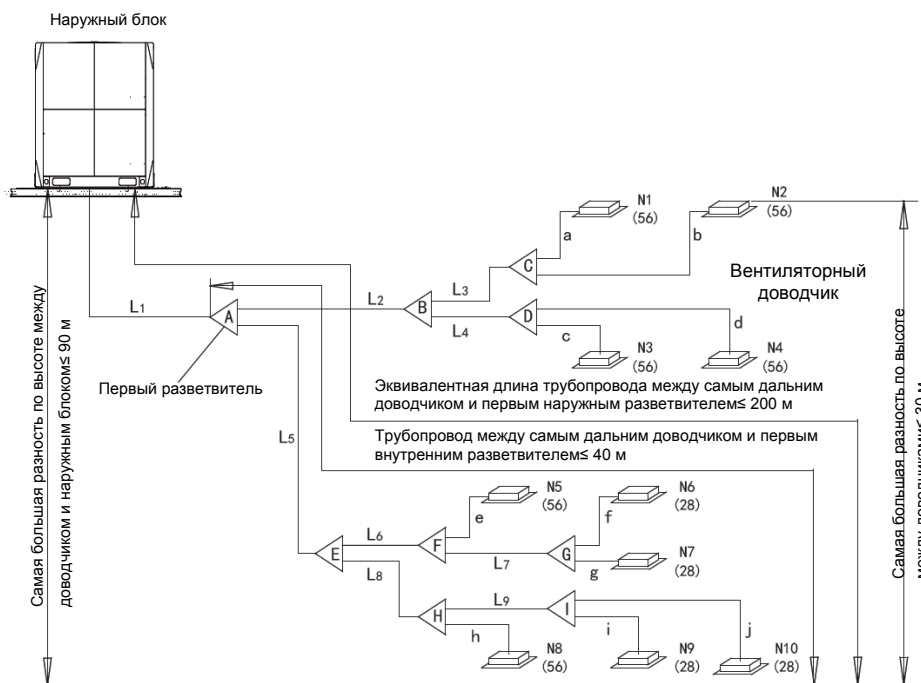 Наружный блок
N1
(56)
N2
(56)
a
b
C
Вентиляторный
доводчик
L3
L2
B
L1
A
L4
D
d
c
N3
(56)
N4
(56)
Первый разветвитель
Эквивалентная длина трубопровода между самым дальним
доводчиком и первым наружным разветвителем≤ 200 м
L5
Трубопровод между самым дальним доводчиком и первым
внутренним разветвителем≤ 40 м
N5
(56)
N6
(28)
e
f
L6
F
E
L7
G
N7
(28)
g
L8
L9
I
H
h
i
j
N8
(56)
N9
(28)
N10
(28)
Самая большая разность по высоте между
доводчиком и наружным блоком≤ 90 м
Самая большая разность по высоте
между доводчиками≤ 30 м